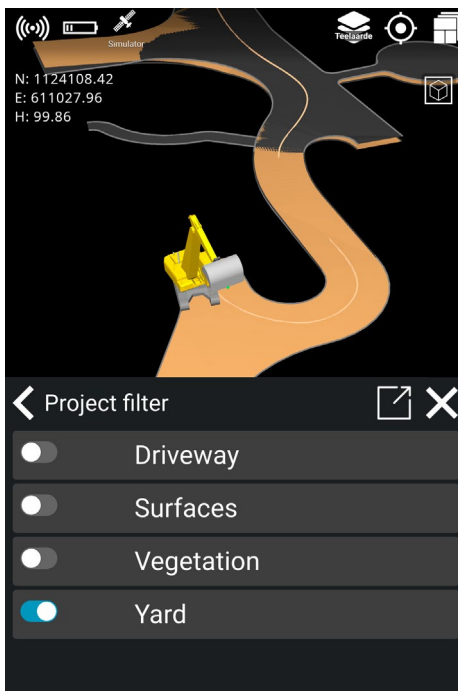 Simulator
Teelaarde
N: 1124108.42
E: 611027.96
H: 99.86
Project filter
Driveway
Surfaces
Vegetation
Yard